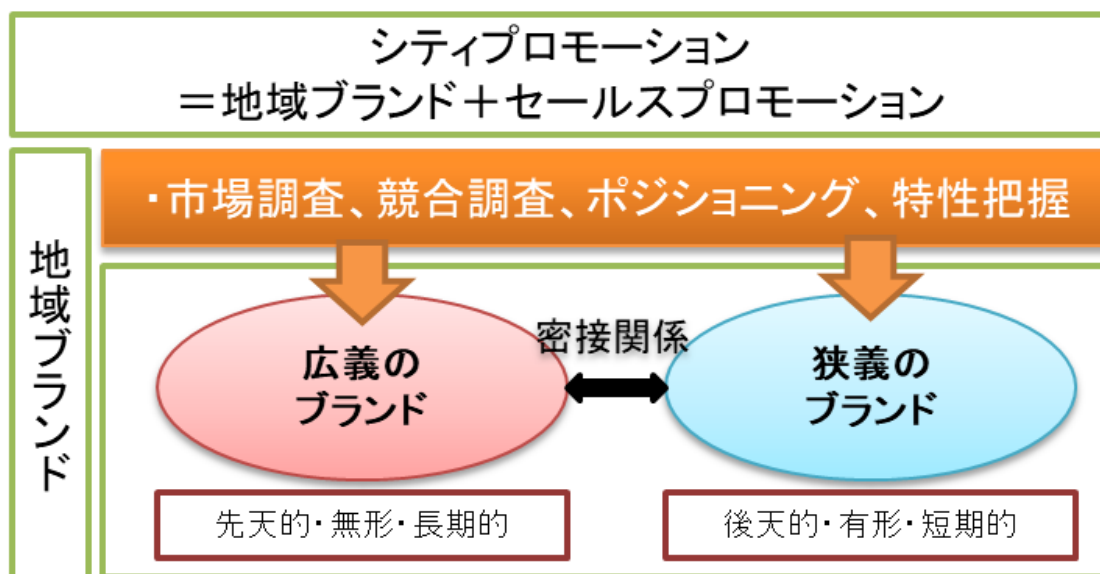 シティプロモーション
＝地域ブランド＋セールスプロモーション
地域ブランド
・市場調査、競合調査、ポジショニング、特性把握
密接関係
広義の
ブランド
狭義の
ブランド
先天的・無形・長期的
後天的・有形・短期的